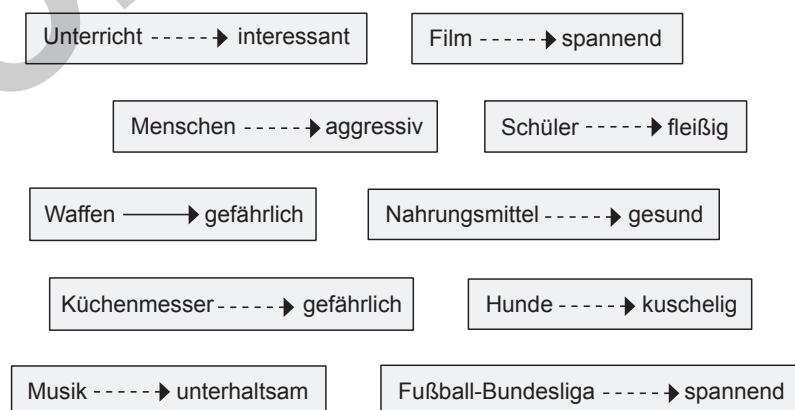 Unterricht interessant
Film spannend
Menschen aggressiv
Schüler fleißig
Waffen gefährlich
Nahrungsmittel gesund
Küchenmesser gefährlich
Hunde kuschelig
Musik unterhaltsam
Fußball-Bundesliga spannend